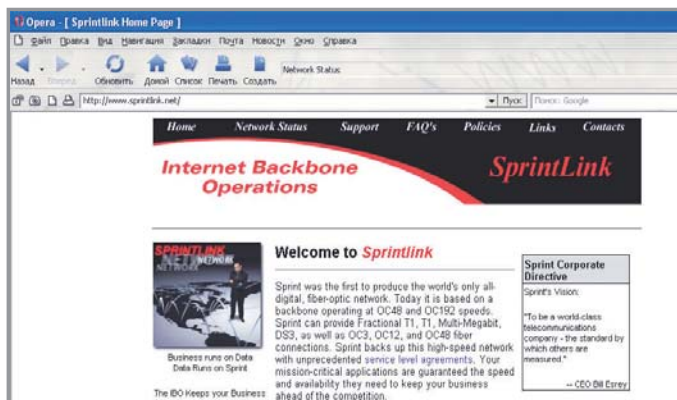 Opera - [ Sprintlink Home Page ]
Файл Правка Вид Навигация Закладки Почта Новости Окно Справка
Назад Вперед Обновить Домой Список Печать Создать Network Status
http://www.sprintlink.net/ Пуск Поиск: Google
Home Network Status Support FAQ's Policies Links Contacts
Internet Backbone
Operations
SprintLink
SPRINTLINK
NETWORK
NETWORK
Business runs on Data
Data Runs on Sprint
The IBO Keeps your Business
Welcome to Sprintlink
Sprint was the first to produce the world's only all-
digital, fiber-optic network. Today it is based on a
backbone operating at OC48 and OC192 speeds.
Sprint can provide Fractional T1, T1, Multi-Megabit,
DS3, as well as OC3, OC12, and OC48 fiber
connections. Sprint backs up this high-speed network
with unprecedented service level agreements. Your
mission-critical applications are guaranteed the speed
and availability they need to keep your business
ahead of the competition.
Sprint Corporate
Directive
Sprint's Vision:
"To be a world-class
telecommunications
company - the standard by
which others are
measured."
-- CEO Bill Esrey